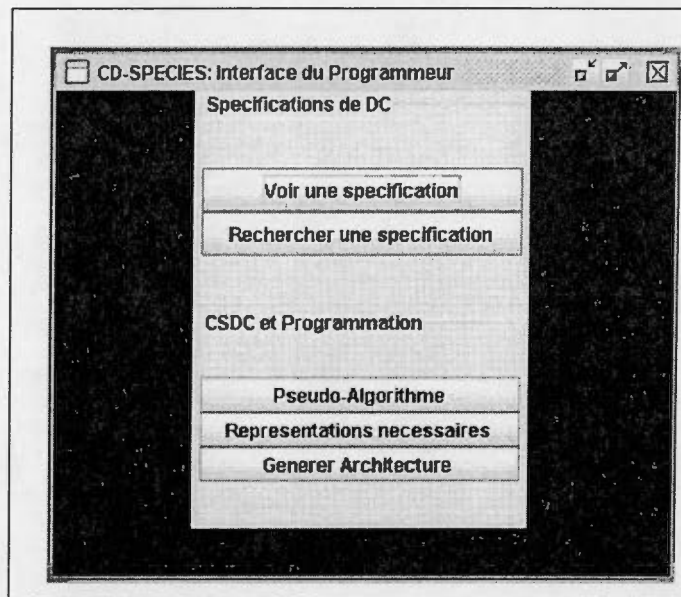 CD-SPECIES: Interface du Programmeur
Specifications de DC
Voir une specification
Rechercher une specification
CSDC et Programmation
Pseudo-Algorithme
Representations necessaires
Generer Architecture